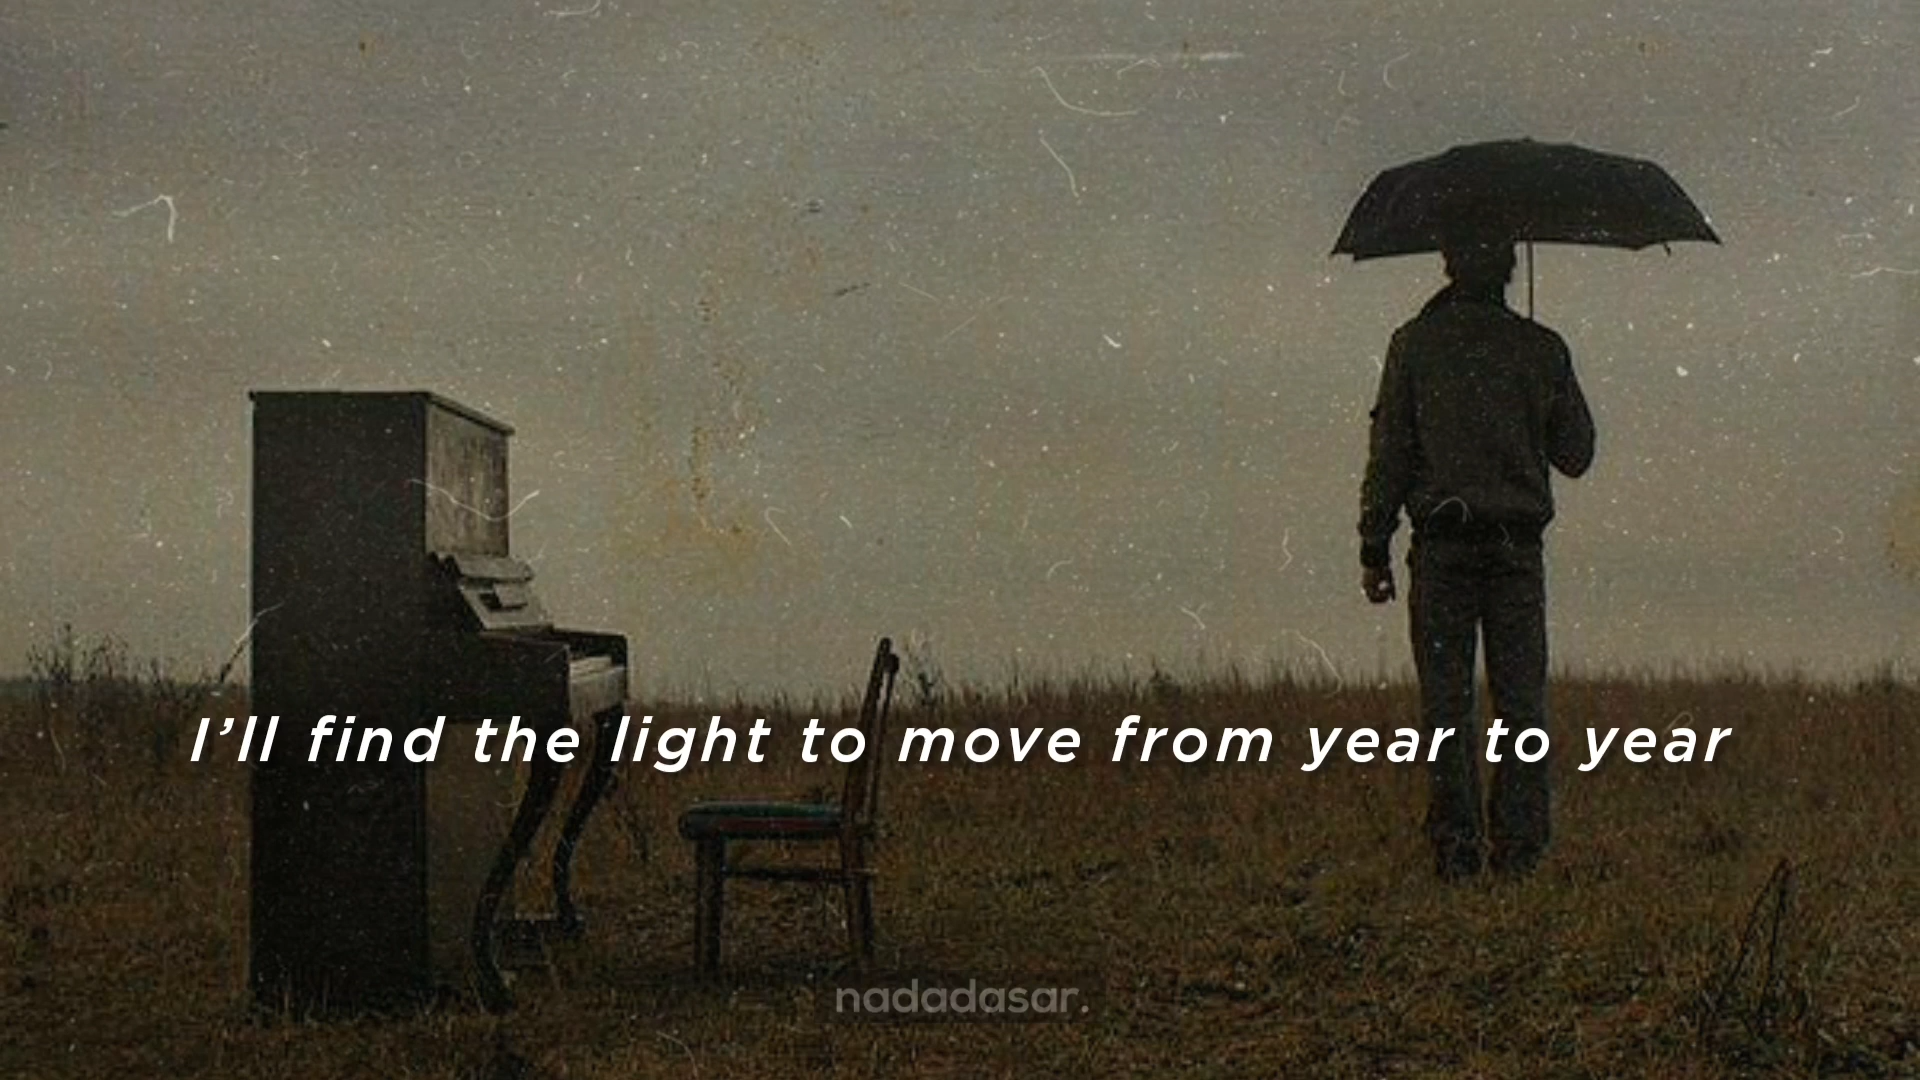 I’ll find the light to move from year to year
nadadasar.